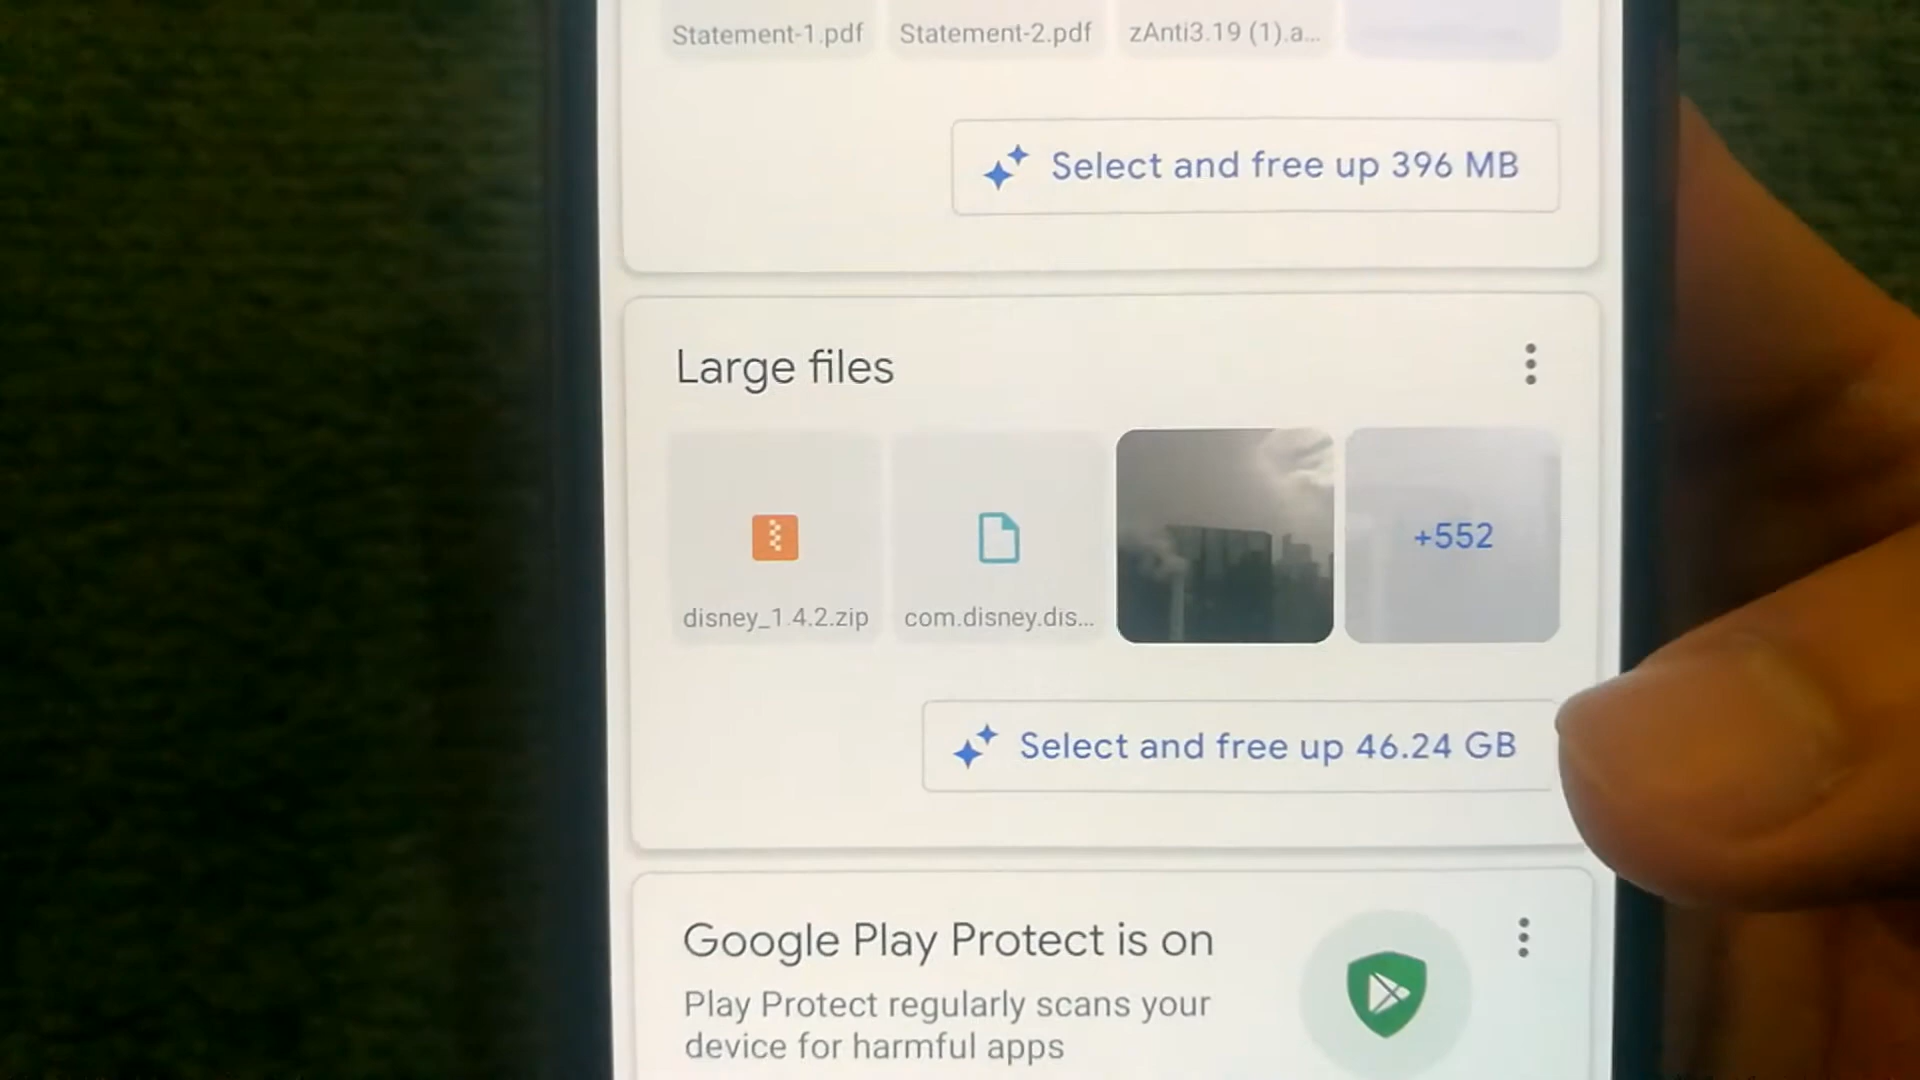 Statement-1.pdf
Statement-2.pdf
zAnti3.19 (1).a...
Select and free up 396 MB
Large files
+552
disney_1.4.2.zip
com.disney.dis...
Select and free up 46.24 GB
Google Play Protect is on
Play Protect regularly scans your
device for harmful apps